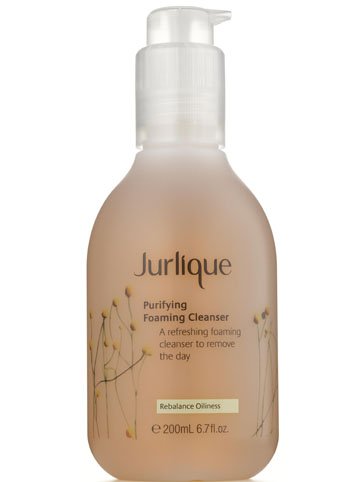 Jurlique
Purifying
Foaming Cleanser
A refreshing foaming
cleanser to remove
the day
Rebalance Oiliness
℮ 200mL 6.7fl.oz.